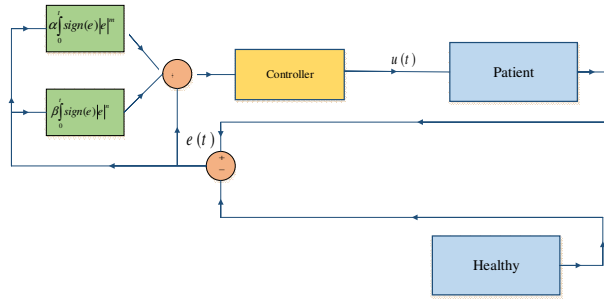 α∫₀ᵗ sign(e)|e|ᵐ
+
Controller
u(t)
Patient
β∫₀ᵗ sign(e)|e|ⁿ
e(t)
+
−
Healthy